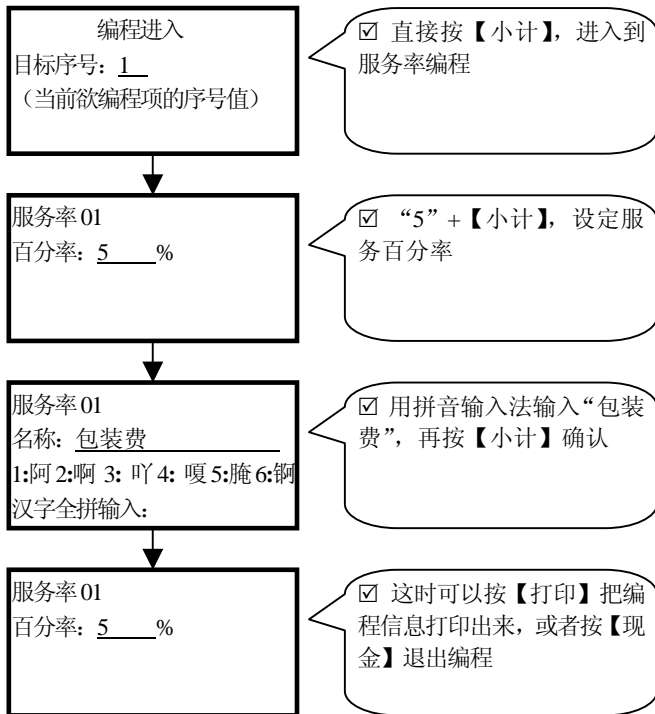 编程进入
目标序号：1
（当前欲编程项的序号值）
☑ 直接按【小计】，进入到
服务率编程
服务率 01
百分率：5 %
☑ “5”+【小计】，设定服
务百分率
服务率 01
名称：包装费
1:阿 2:啊 3: 吖 4: 嗄 5:腌 6:锕
汉字全拼输入：
☑ 用拼音输入法输入“包装
费”，再按【小计】确认
服务率 01
百分率：5 %
☑ 这时可以按【打印】把编
程信息打印出来，或者按【现
金】退出编程